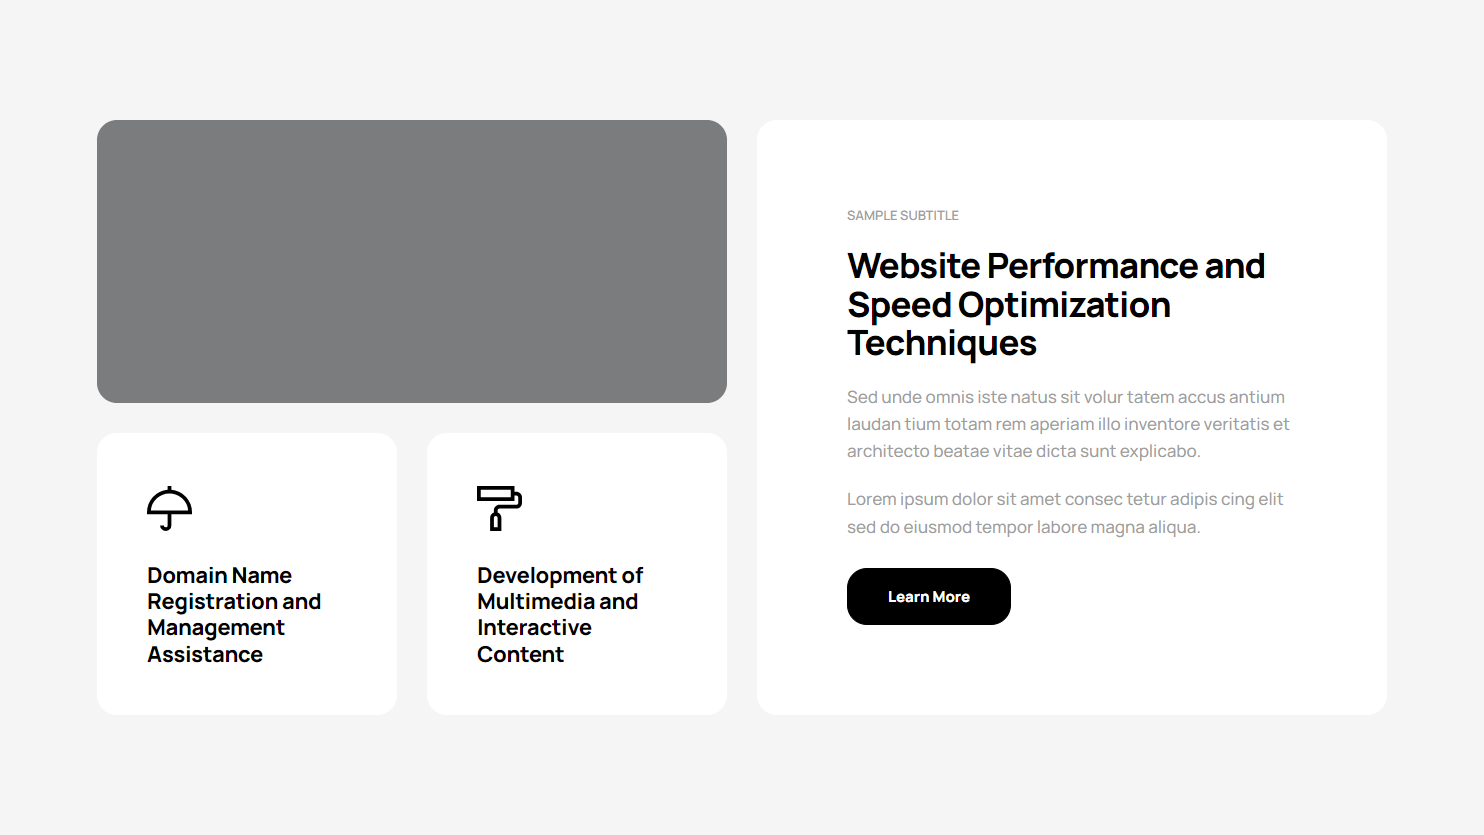 Domain Name
Registration and
Management
Assistance
Development of
Multimedia and
Interactive
Content
SAMPLE SUBTITLE
Website Performance and
Speed Optimization
Techniques
Sed unde omnis iste natus sit volur tatem accus antium
laudan tium totam rem aperiam illo inventore veritatis et
architecto beatae vitae dicta sunt explicabo.
Lorem ipsum dolor sit amet consec tetur adipis cing elit
sed do eiusmod tempor labore magna aliqua.
Learn More